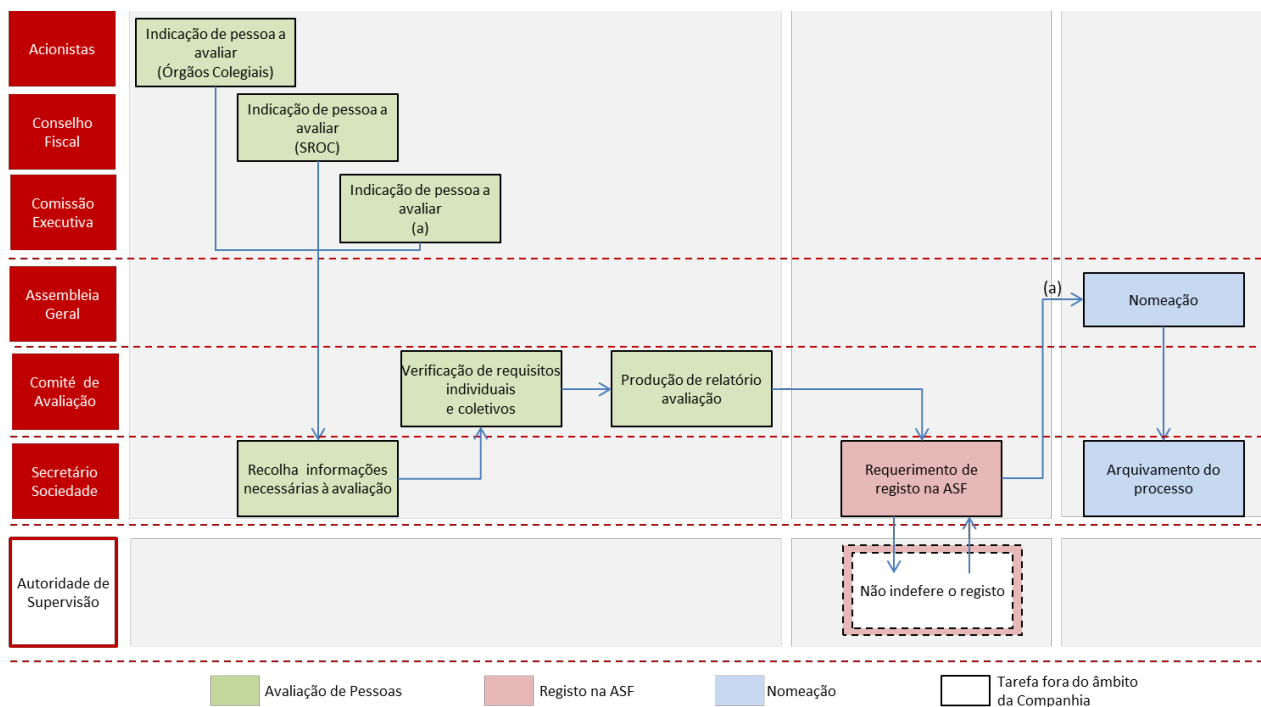 Acionistas
Indicação de pessoa a
avaliar
(Órgãos Colegiais)
Conselho
Fiscal
Indicação de pessoa a
avaliar
(SROC)
Comissão
Executiva
Indicação de pessoa a
avaliar
(a)
Assembleia
Geral
(a)
Nomeação
Comité de
Avaliação
Verificação de requisitos
individuais
e coletivos
Produção de relatório
avaliação
Secretário
Sociedade
Recolha informações
necessárias à avaliação
Requerimento de
registo na ASF
Arquivamento do
processo
Autoridade de
Supervisão
Não indefere o registo
Avaliação de Pessoas
Registo na ASF
Nomeação
Tarefa fora do âmbito
da Companhia